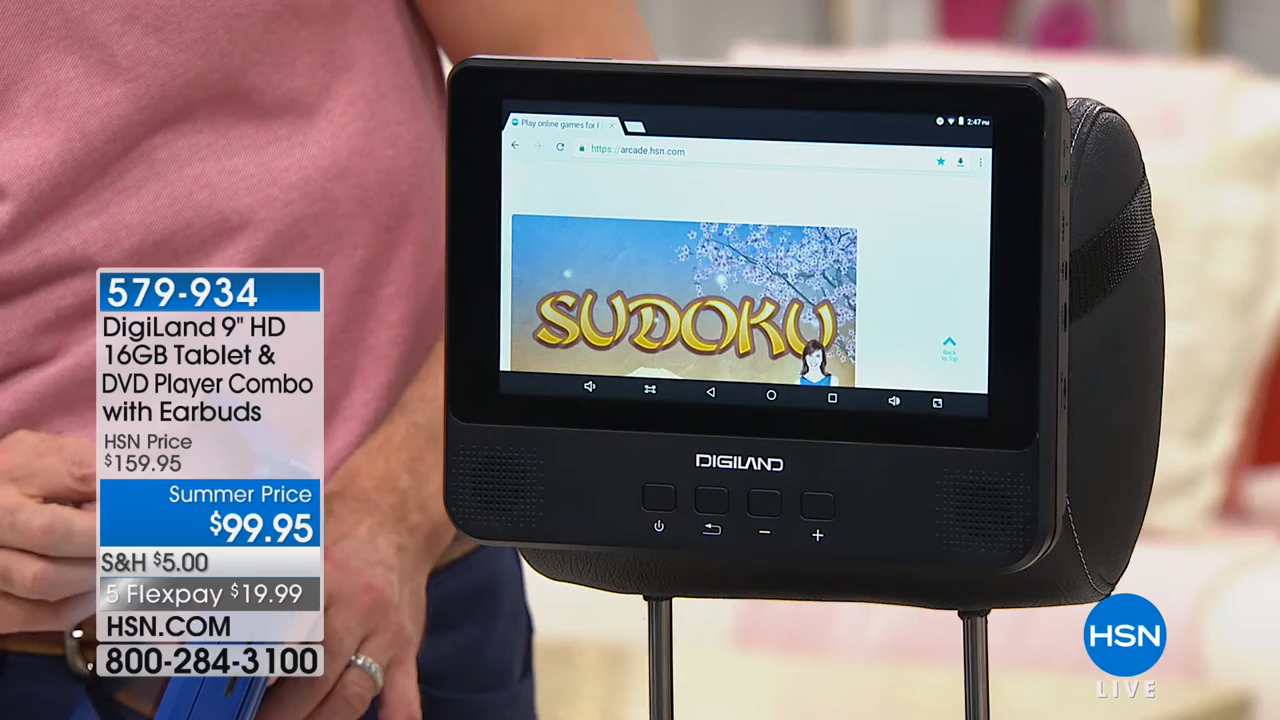 579-934
DigiLand 9" HD
16GB Tablet &
DVD Player Combo
with Earbuds
HSN Price
$159.95
Summer Price
$99.95
S&H $5.00
5 Flexpay $19.99
HSN.COM
800-284-3100
Play online games for F
2:47 PM
https://arcade.hsn.com
SUDOKU
Back
to Top
DIGILAND
HSN
LIVE